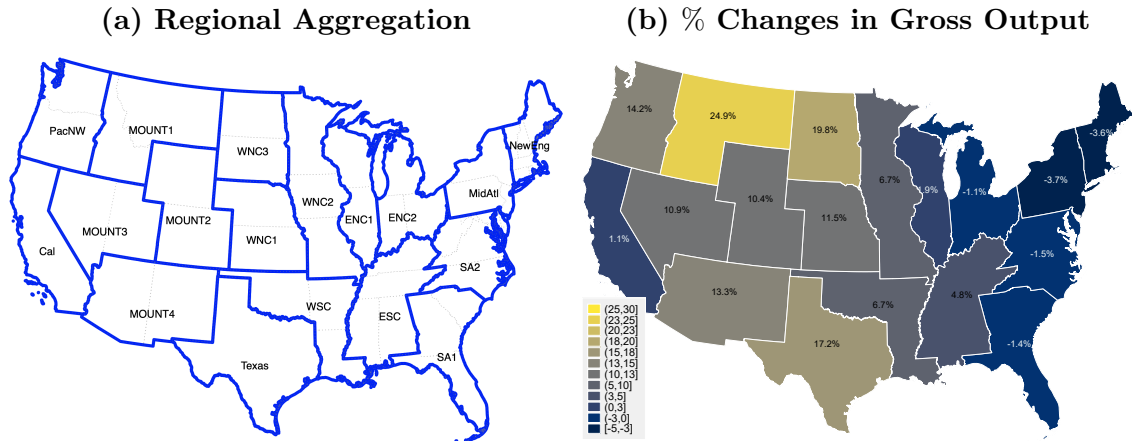 (a) Regional Aggregation
PacNW
MOUNT1
WNC3
NewEng
MidAtl
WNC2
ENC1
ENC2
MOUNT2
MOUNT3
WNC1
Cal
SA2
WSC
MOUNT4
ESC
SA1
Texas
(b) % Changes in Gross Output
14.2%
24.9%
19.8%
-3.6%
6.7%
-3.7%
.9%
-1.1%
10.4%
10.9%
11.5%
1.1%
-1.5%
13.3%
6.7%
4.8%
17.2%
-1.4%
(25,30]
(23,25]
(20,23]
(18,20]
(15,18]
(13,15]
(10,13]
(5,10]
(3,5]
(0,3]
(-3,0]
[-5,-3]